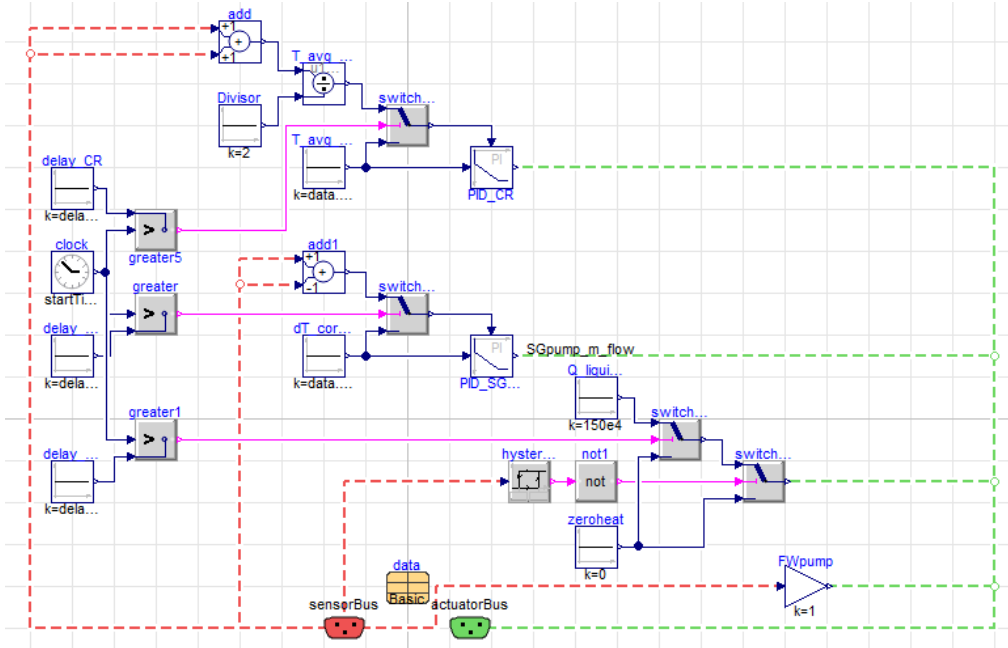 add
+1
+
+1
T_avg_...
÷
Divisor
k=2
switch...
T_avg_...
k=data....
PI
PID_CR
delay_CR
k=dela...
>
greater5
clock
startTi...
add1
+1
+
-1
greater
>
switch...
delay_...
k=dela...
dT_cor...
k=data....
PI
PID_SG...
SGpump_m_flow
Q_liqui...
k=150e4
greater1
>
switch...
delay_...
k=dela...
hyster...
not1
not
switch...
zeroheat
k=0
data
Basic
FWpump
k=1
sensorBus
actuatorBus